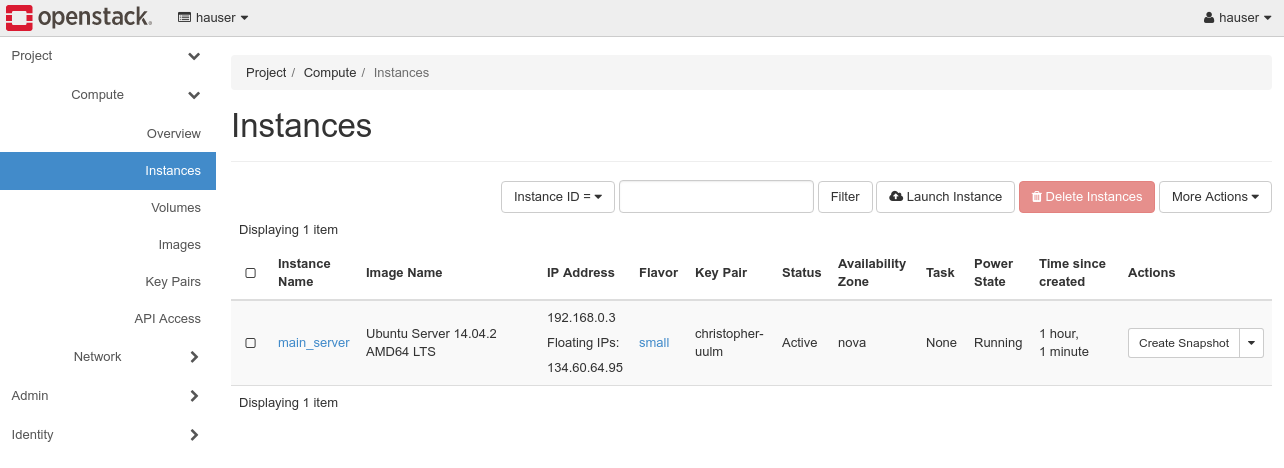 openstack. hauser hauser
Project
Compute
Overview
Instances
Volumes
Images
Key Pairs
API Access
Network
Admin
Identity
Project / Compute / Instances
Instances
Instance ID = Filter Launch Instance Delete Instances More Actions
Displaying 1 item
Instance Name Image Name IP Address Flavor Key Pair Status Availability Zone Task Power State Time since created Actions
main_server Ubuntu Server 14.04.2 AMD64 LTS 192.168.0.3 Floating IPs: 134.60.64.95 small christopher-uulm Active nova None Running 1 hour, 1 minute Create Snapshot
Displaying 1 item